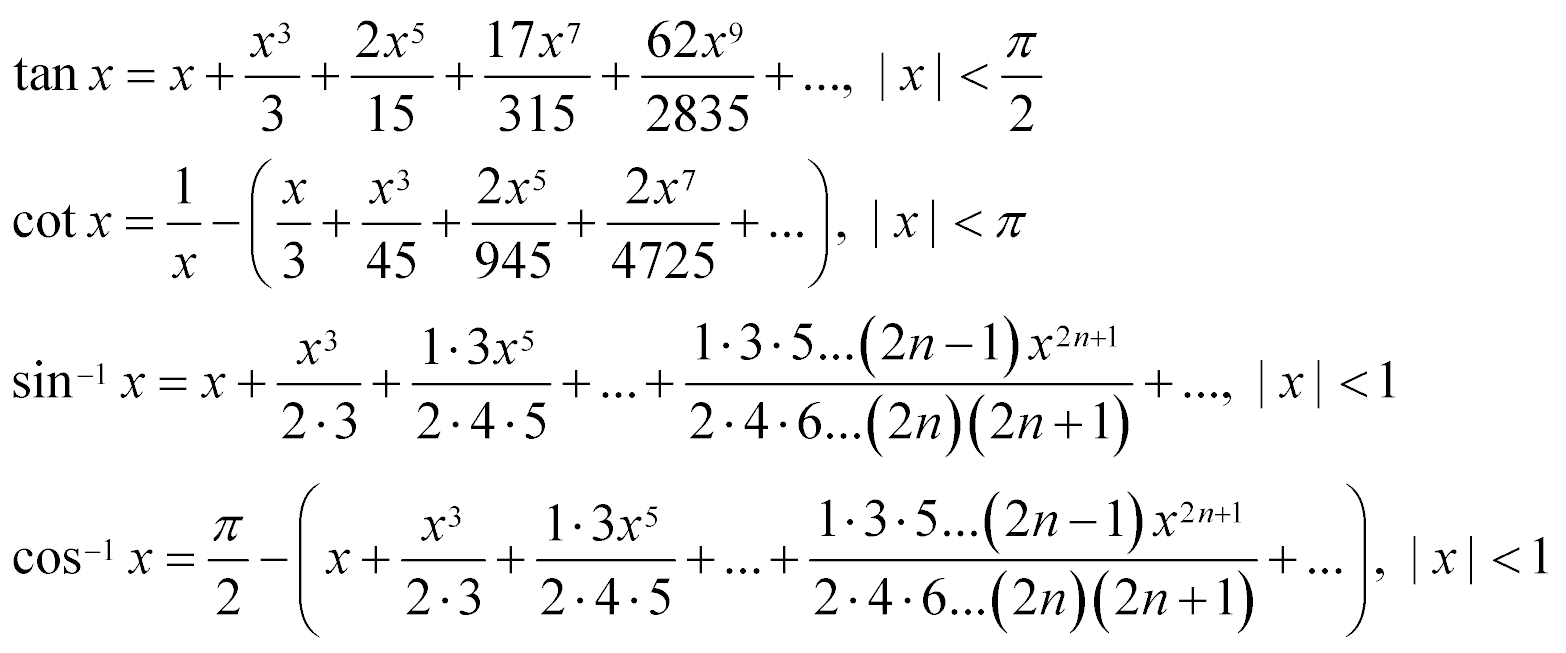 tan x = x + x³/3 + 2x⁵/15 + 17x⁷/315 + 62x⁹/2835 + ..., | x | < π/2
cot x = 1/x − (x/3 + x³/45 + 2x⁵/945 + 2x⁷/4725 + ...), | x | < π
sin⁻¹ x = x + x³/(2·3) + 1·3x⁵/(2·4·5) + ... + 1·3·5...(2n−1)x²ⁿ⁺¹/(2·4·6...(2n)(2n+1)) + ..., | x | < 1
cos⁻¹ x = π/2 − (x + x³/(2·3) + 1·3x⁵/(2·4·5) + ... + 1·3·5...(2n−1)x²ⁿ⁺¹/(2·4·6...(2n)(2n+1)) + ...), | x | < 1